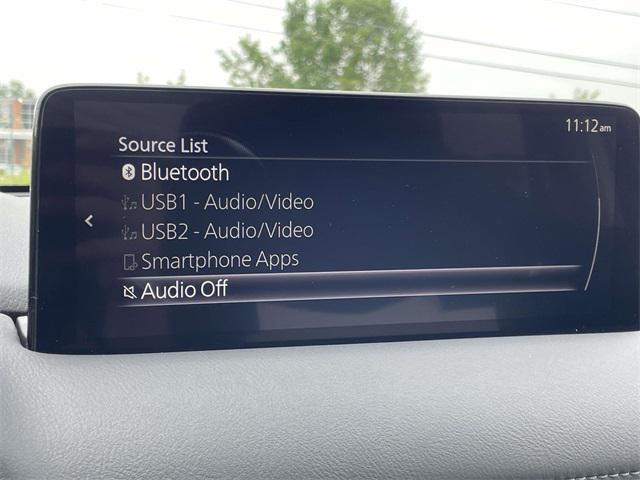 11:12am
Source List
Bluetooth
USB1 - Audio/Video
USB2 - Audio/Video
Smartphone Apps
Audio Off